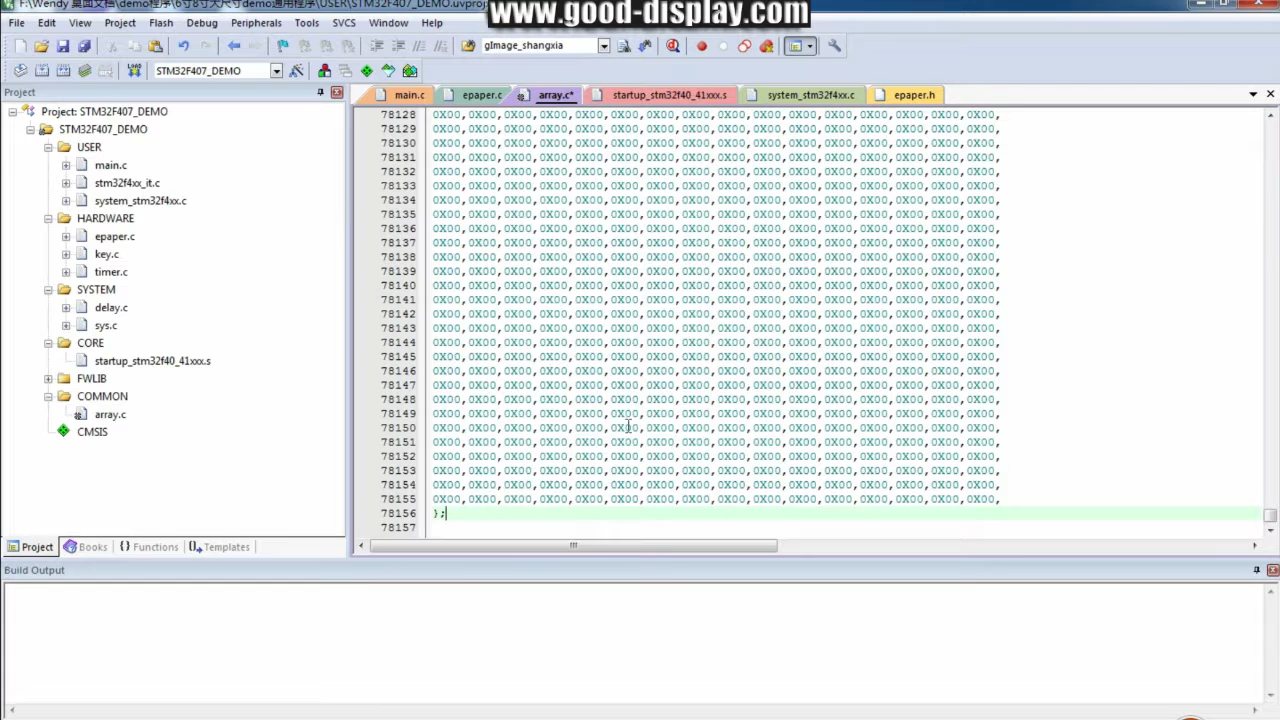 F:\Wendy 桌面文档\demo程序\6寸8寸大尺寸demo通用程序\USER\STM32F407_DEMO.uvproj
www.good-display.com
File Edit View Project Flash Debug Peripherals Tools SVCS Window Help
gImage_shangxia
LOAD STM32F407_DEMO
Project
main.c epaper.c array.c* startup_stm32f40_41xxx.s system_stm32f4xx.c epaper.h
Project: STM32F407_DEMO
STM32F407_DEMO
USER
main.c
stm32f4xx_it.c
system_stm32f4xx.c
HARDWARE
epaper.c
key.c
timer.c
SYSTEM
delay.c
sys.c
CORE
startup_stm32f40_41xxx.s
FWLIB
COMMON
array.c
CMSIS
78128 0X00,0X00,0X00,0X00,0X00,0X00,0X00,0X00,0X00,0X00,0X00,0X00,0X00,0X00,0X00,0X00,
78129 0X00,0X00,0X00,0X00,0X00,0X00,0X00,0X00,0X00,0X00,0X00,0X00,0X00,0X00,0X00,0X00,
78130 0X00,0X00,0X00,0X00,0X00,0X00,0X00,0X00,0X00,0X00,0X00,0X00,0X00,0X00,0X00,0X00,
78131 0X00,0X00,0X00,0X00,0X00,0X00,0X00,0X00,0X00,0X00,0X00,0X00,0X00,0X00,0X00,0X00,
78132 0X00,0X00,0X00,0X00,0X00,0X00,0X00,0X00,0X00,0X00,0X00,0X00,0X00,0X00,0X00,0X00,
78133 0X00,0X00,0X00,0X00,0X00,0X00,0X00,0X00,0X00,0X00,0X00,0X00,0X00,0X00,0X00,0X00,
78134 0X00,0X00,0X00,0X00,0X00,0X00,0X00,0X00,0X00,0X00,0X00,0X00,0X00,0X00,0X00,0X00,
78135 0X00,0X00,0X00,0X00,0X00,0X00,0X00,0X00,0X00,0X00,0X00,0X00,0X00,0X00,0X00,0X00,
78136 0X00,0X00,0X00,0X00,0X00,0X00,0X00,0X00,0X00,0X00,0X00,0X00,0X00,0X00,0X00,0X00,
78137 0X00,0X00,0X00,0X00,0X00,0X00,0X00,0X00,0X00,0X00,0X00,0X00,0X00,0X00,0X00,0X00,
78138 0X00,0X00,0X00,0X00,0X00,0X00,0X00,0X00,0X00,0X00,0X00,0X00,0X00,0X00,0X00,0X00,
78139 0X00,0X00,0X00,0X00,0X00,0X00,0X00,0X00,0X00,0X00,0X00,0X00,0X00,0X00,0X00,0X00,
78140 0X00,0X00,0X00,0X00,0X00,0X00,0X00,0X00,0X00,0X00,0X00,0X00,0X00,0X00,0X00,0X00,
78141 0X00,0X00,0X00,0X00,0X00,0X00,0X00,0X00,0X00,0X00,0X00,0X00,0X00,0X00,0X00,0X00,
78142 0X00,0X00,0X00,0X00,0X00,0X00,0X00,0X00,0X00,0X00,0X00,0X00,0X00,0X00,0X00,0X00,
78143 0X00,0X00,0X00,0X00,0X00,0X00,0X00,0X00,0X00,0X00,0X00,0X00,0X00,0X00,0X00,0X00,
78144 0X00,0X00,0X00,0X00,0X00,0X00,0X00,0X00,0X00,0X00,0X00,0X00,0X00,0X00,0X00,0X00,
78145 0X00,0X00,0X00,0X00,0X00,0X00,0X00,0X00,0X00,0X00,0X00,0X00,0X00,0X00,0X00,0X00,
78146 0X00,0X00,0X00,0X00,0X00,0X00,0X00,0X00,0X00,0X00,0X00,0X00,0X00,0X00,0X00,0X00,
78147 0X00,0X00,0X00,0X00,0X00,0X00,0X00,0X00,0X00,0X00,0X00,0X00,0X00,0X00,0X00,0X00,
78148 0X00,0X00,0X00,0X00,0X00,0X00,0X00,0X00,0X00,0X00,0X00,0X00,0X00,0X00,0X00,0X00,
78149 0X00,0X00,0X00,0X00,0X00,0X00,0X00,0X00,0X00,0X00,0X00,0X00,0X00,0X00,0X00,0X00,
78150 0X00,0X00,0X00,0X00,0X00,0X00,0X00,0X00,0X00,0X00,0X00,0X00,0X00,0X00,0X00,0X00,
78151 0X00,0X00,0X00,0X00,0X00,0X00,0X00,0X00,0X00,0X00,0X00,0X00,0X00,0X00,0X00,0X00,
78152 0X00,0X00,0X00,0X00,0X00,0X00,0X00,0X00,0X00,0X00,0X00,0X00,0X00,0X00,0X00,0X00,
78153 0X00,0X00,0X00,0X00,0X00,0X00,0X00,0X00,0X00,0X00,0X00,0X00,0X00,0X00,0X00,0X00,
78154 0X00,0X00,0X00,0X00,0X00,0X00,0X00,0X00,0X00,0X00,0X00,0X00,0X00,0X00,0X00,0X00,
78155 0X00,0X00,0X00,0X00,0X00,0X00,0X00,0X00,0X00,0X00,0X00,0X00,0X00,0X00,0X00,0X00,
78156 };
78157
Project Books {} Functions Templates
Build Output